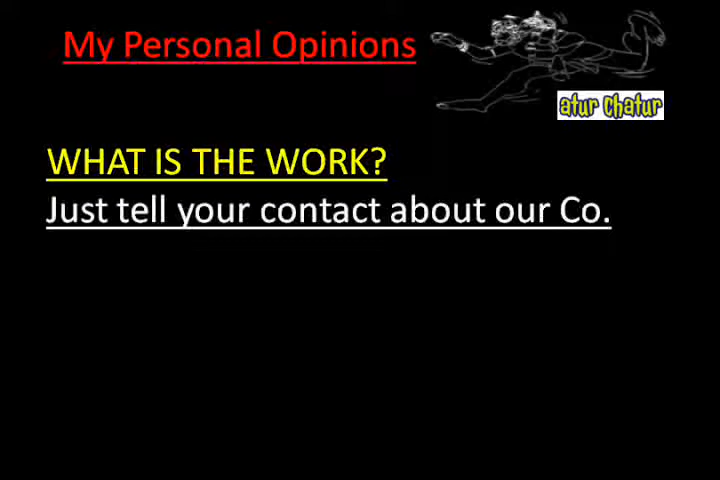 My Personal Opinions
atur chatur
WHAT IS THE WORK?
Just tell your contact about our Co.